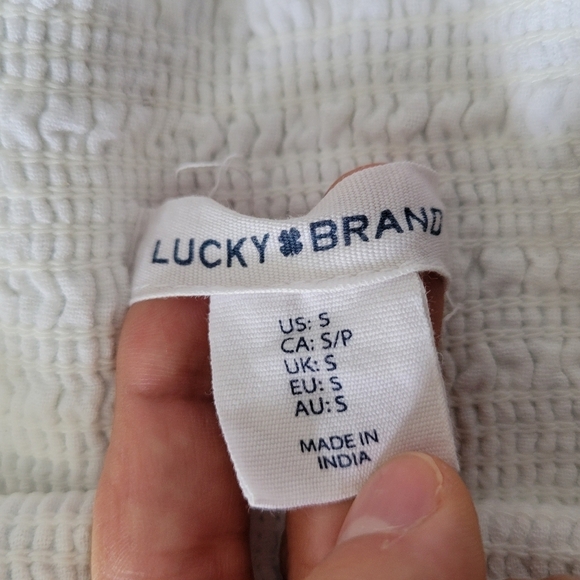 LUCKY BRAND
US: S
CA: S/P
UK: S
EU: S
AU: S
MADE IN
INDIA